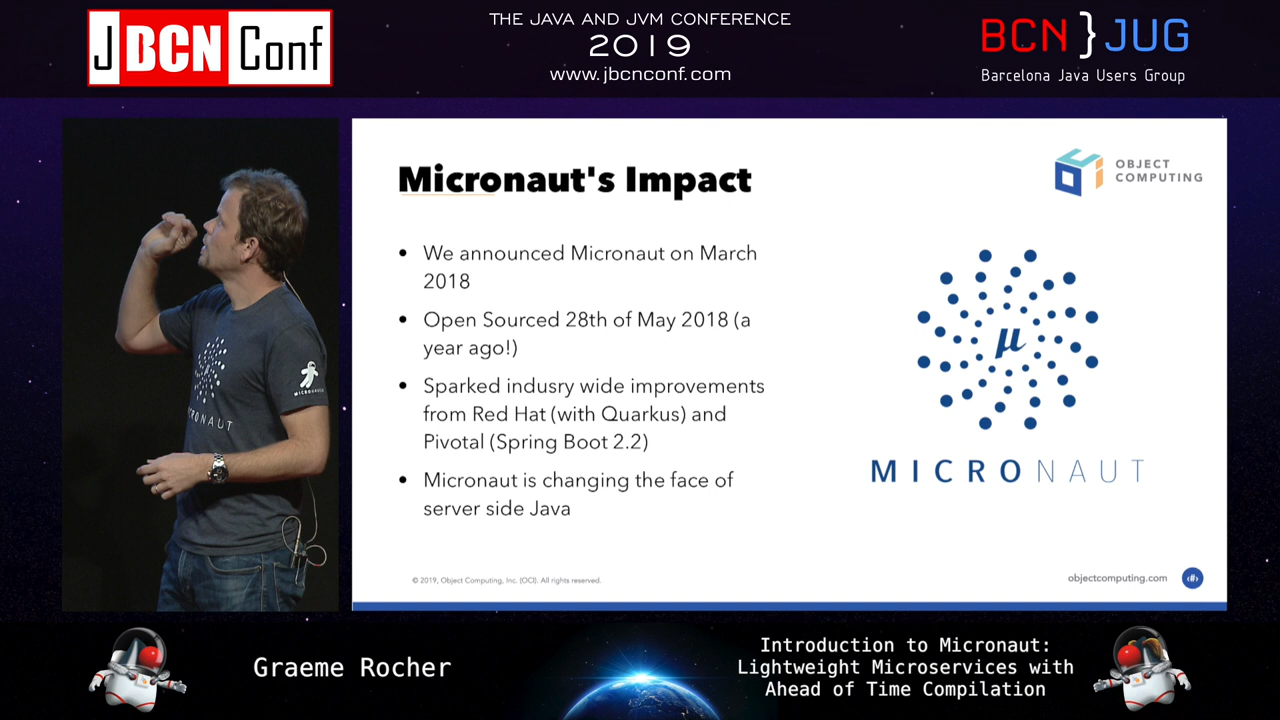 JBCNConf
THE JAVA AND JVM CONFERENCE
2019
www.jbcnconf.com
BCN}JUG
Barcelona Java Users Group
Micronaut's Impact
OBJECT
COMPUTING
• We announced Micronaut on March
2018
• Open Sourced 28th of May 2018 (a
year ago!)
• Sparked indusry wide improvements
from Red Hat (with Quarkus) and
Pivotal (Spring Boot 2.2)
• Micronaut is changing the face of
server side Java
µ
MICRONAUT
© 2019, Object Computing, Inc. (OCI). All rights reserved.
objectcomputing.com
‹#›
Graeme Rocher
Introduction to Micronaut:
Lightweight Microservices with
Ahead of Time Compilation